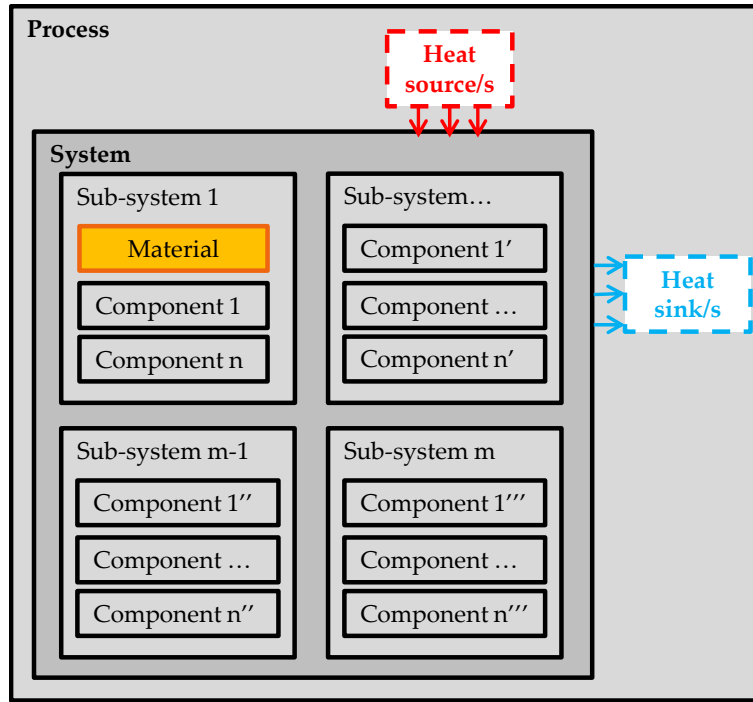 Process
Heat
source/s
System
Sub-system 1
Material
Component 1
Component n
Sub-system…
Component 1'
Component …
Component n'
Heat
sink/s
Sub-system m-1
Component 1''
Component …
Component n''
Sub-system m
Component 1'''
Component …
Component n'''